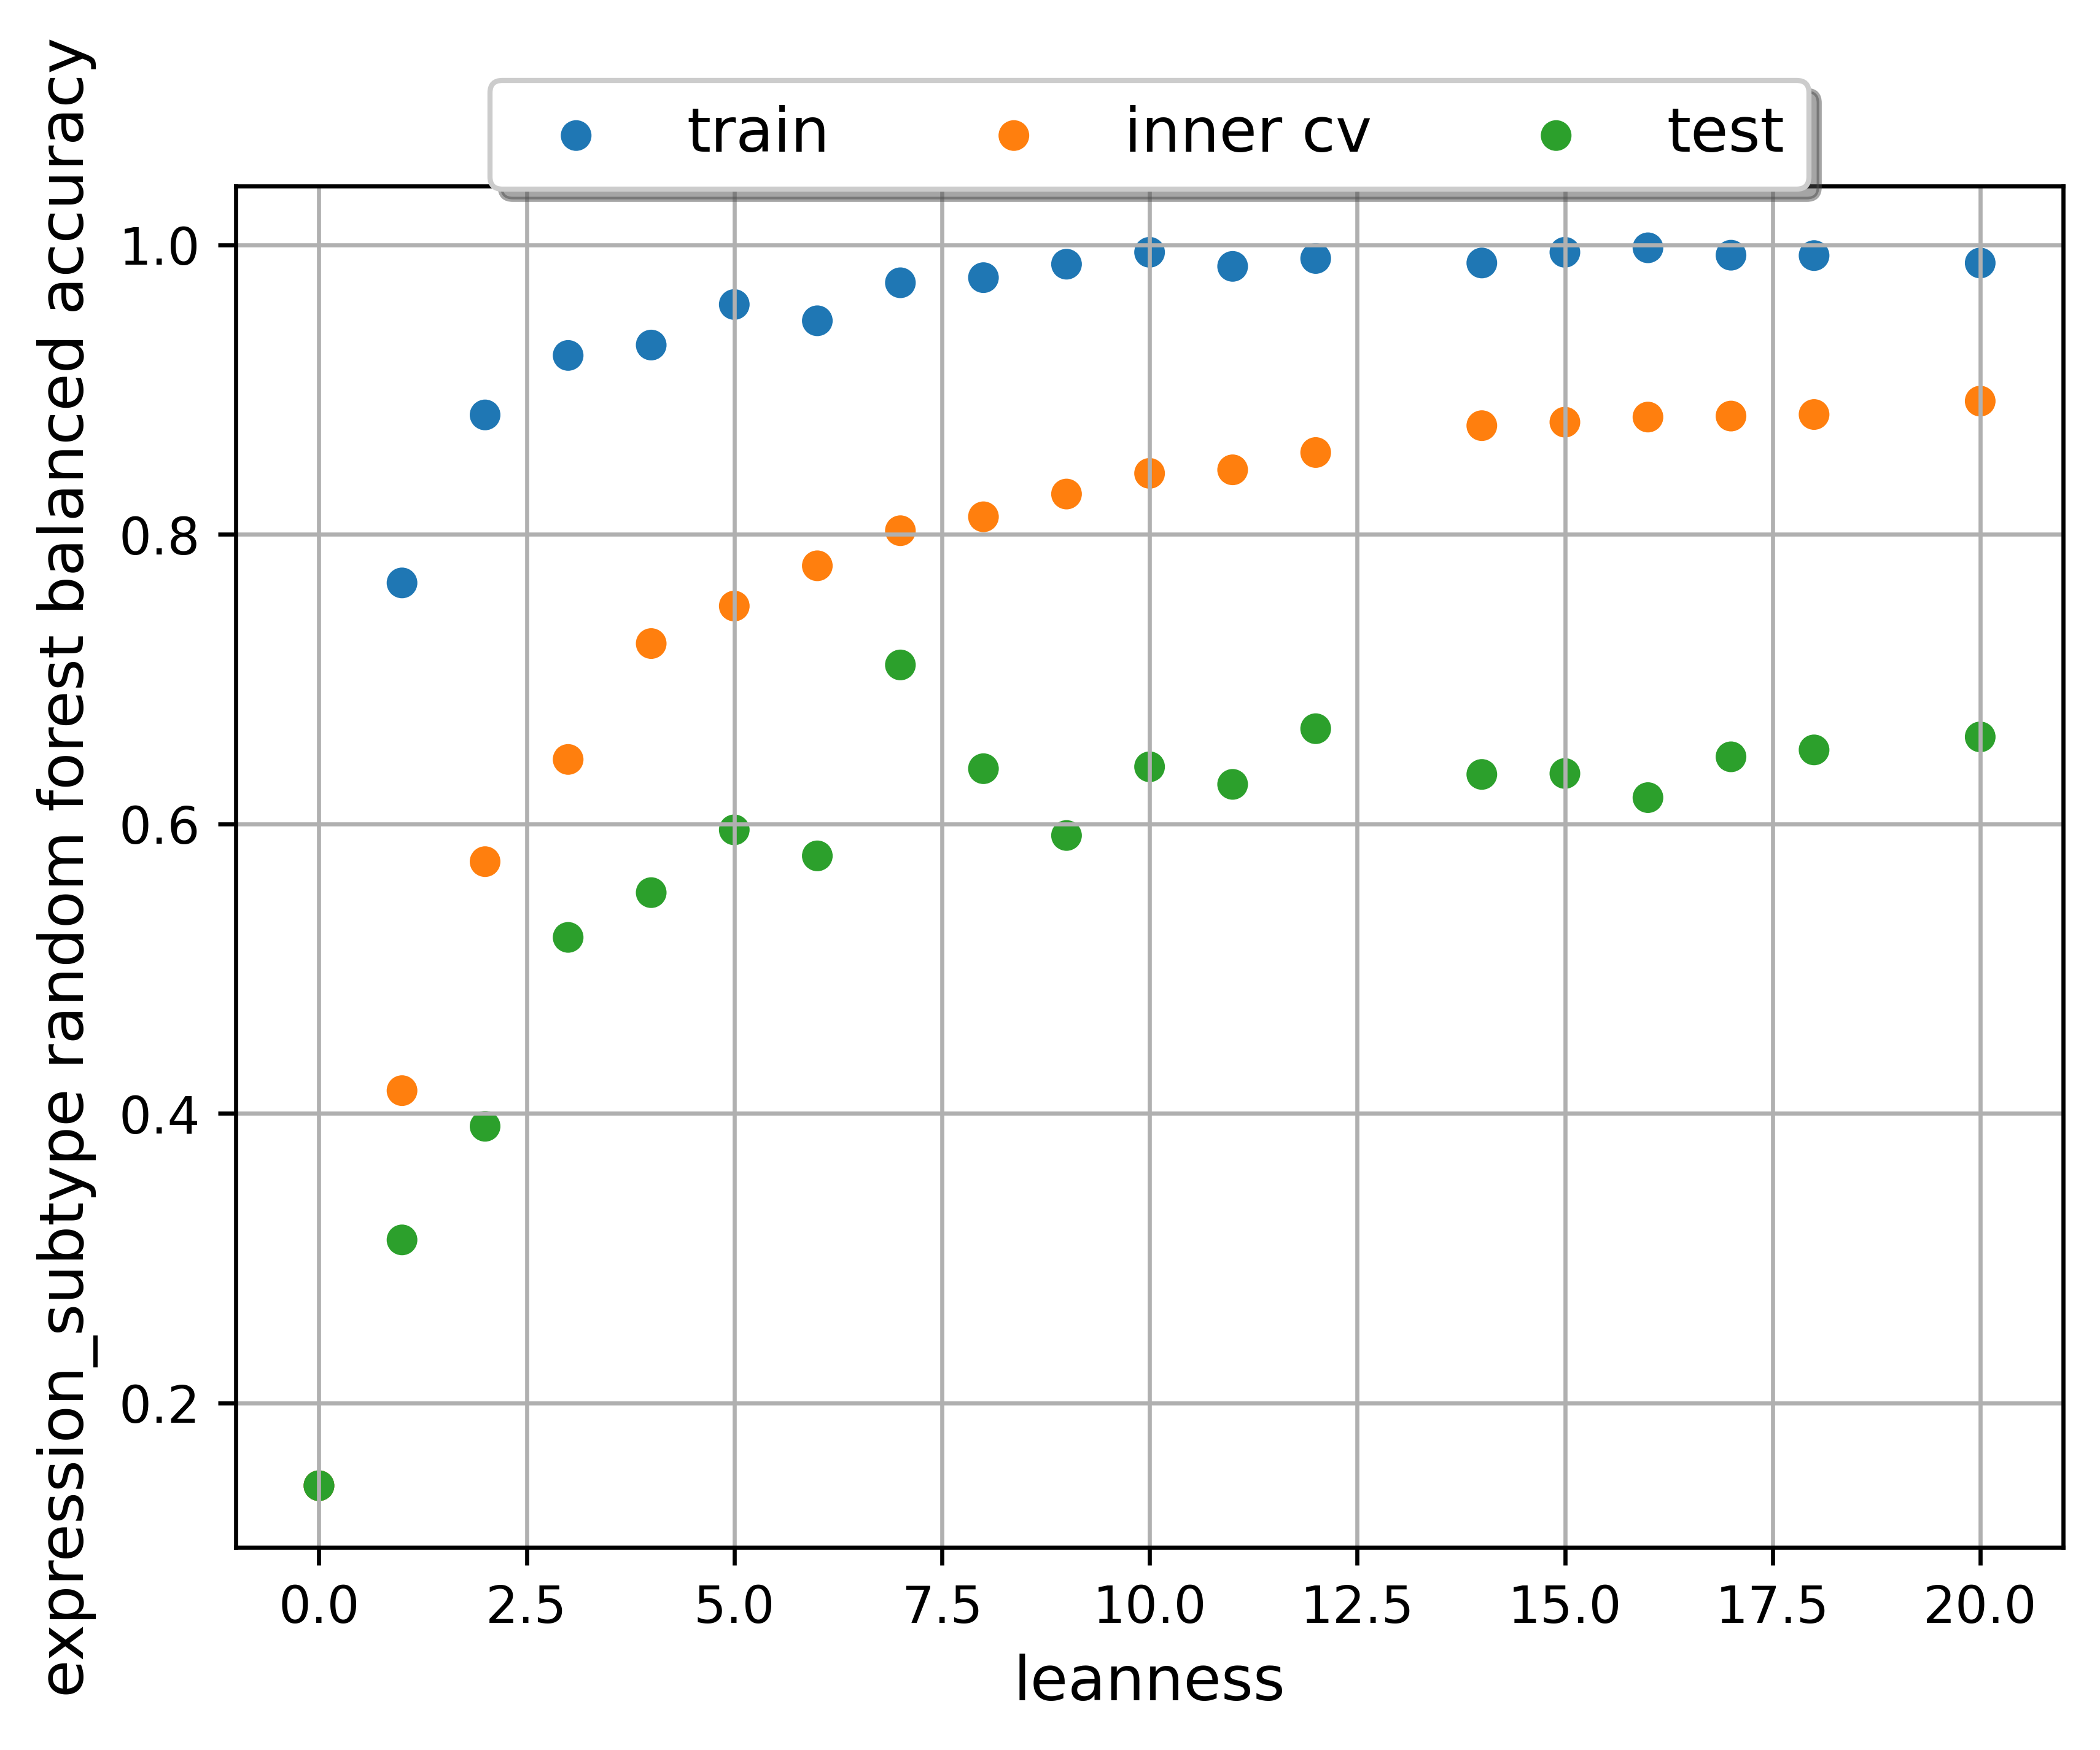 train inner cv test
expression_subtype random forest balanced accuracy
1.0
0.8
0.6
0.4
0.2
0.0 2.5 5.0 7.5 10.0 12.5 15.0 17.5 20.0
leanness